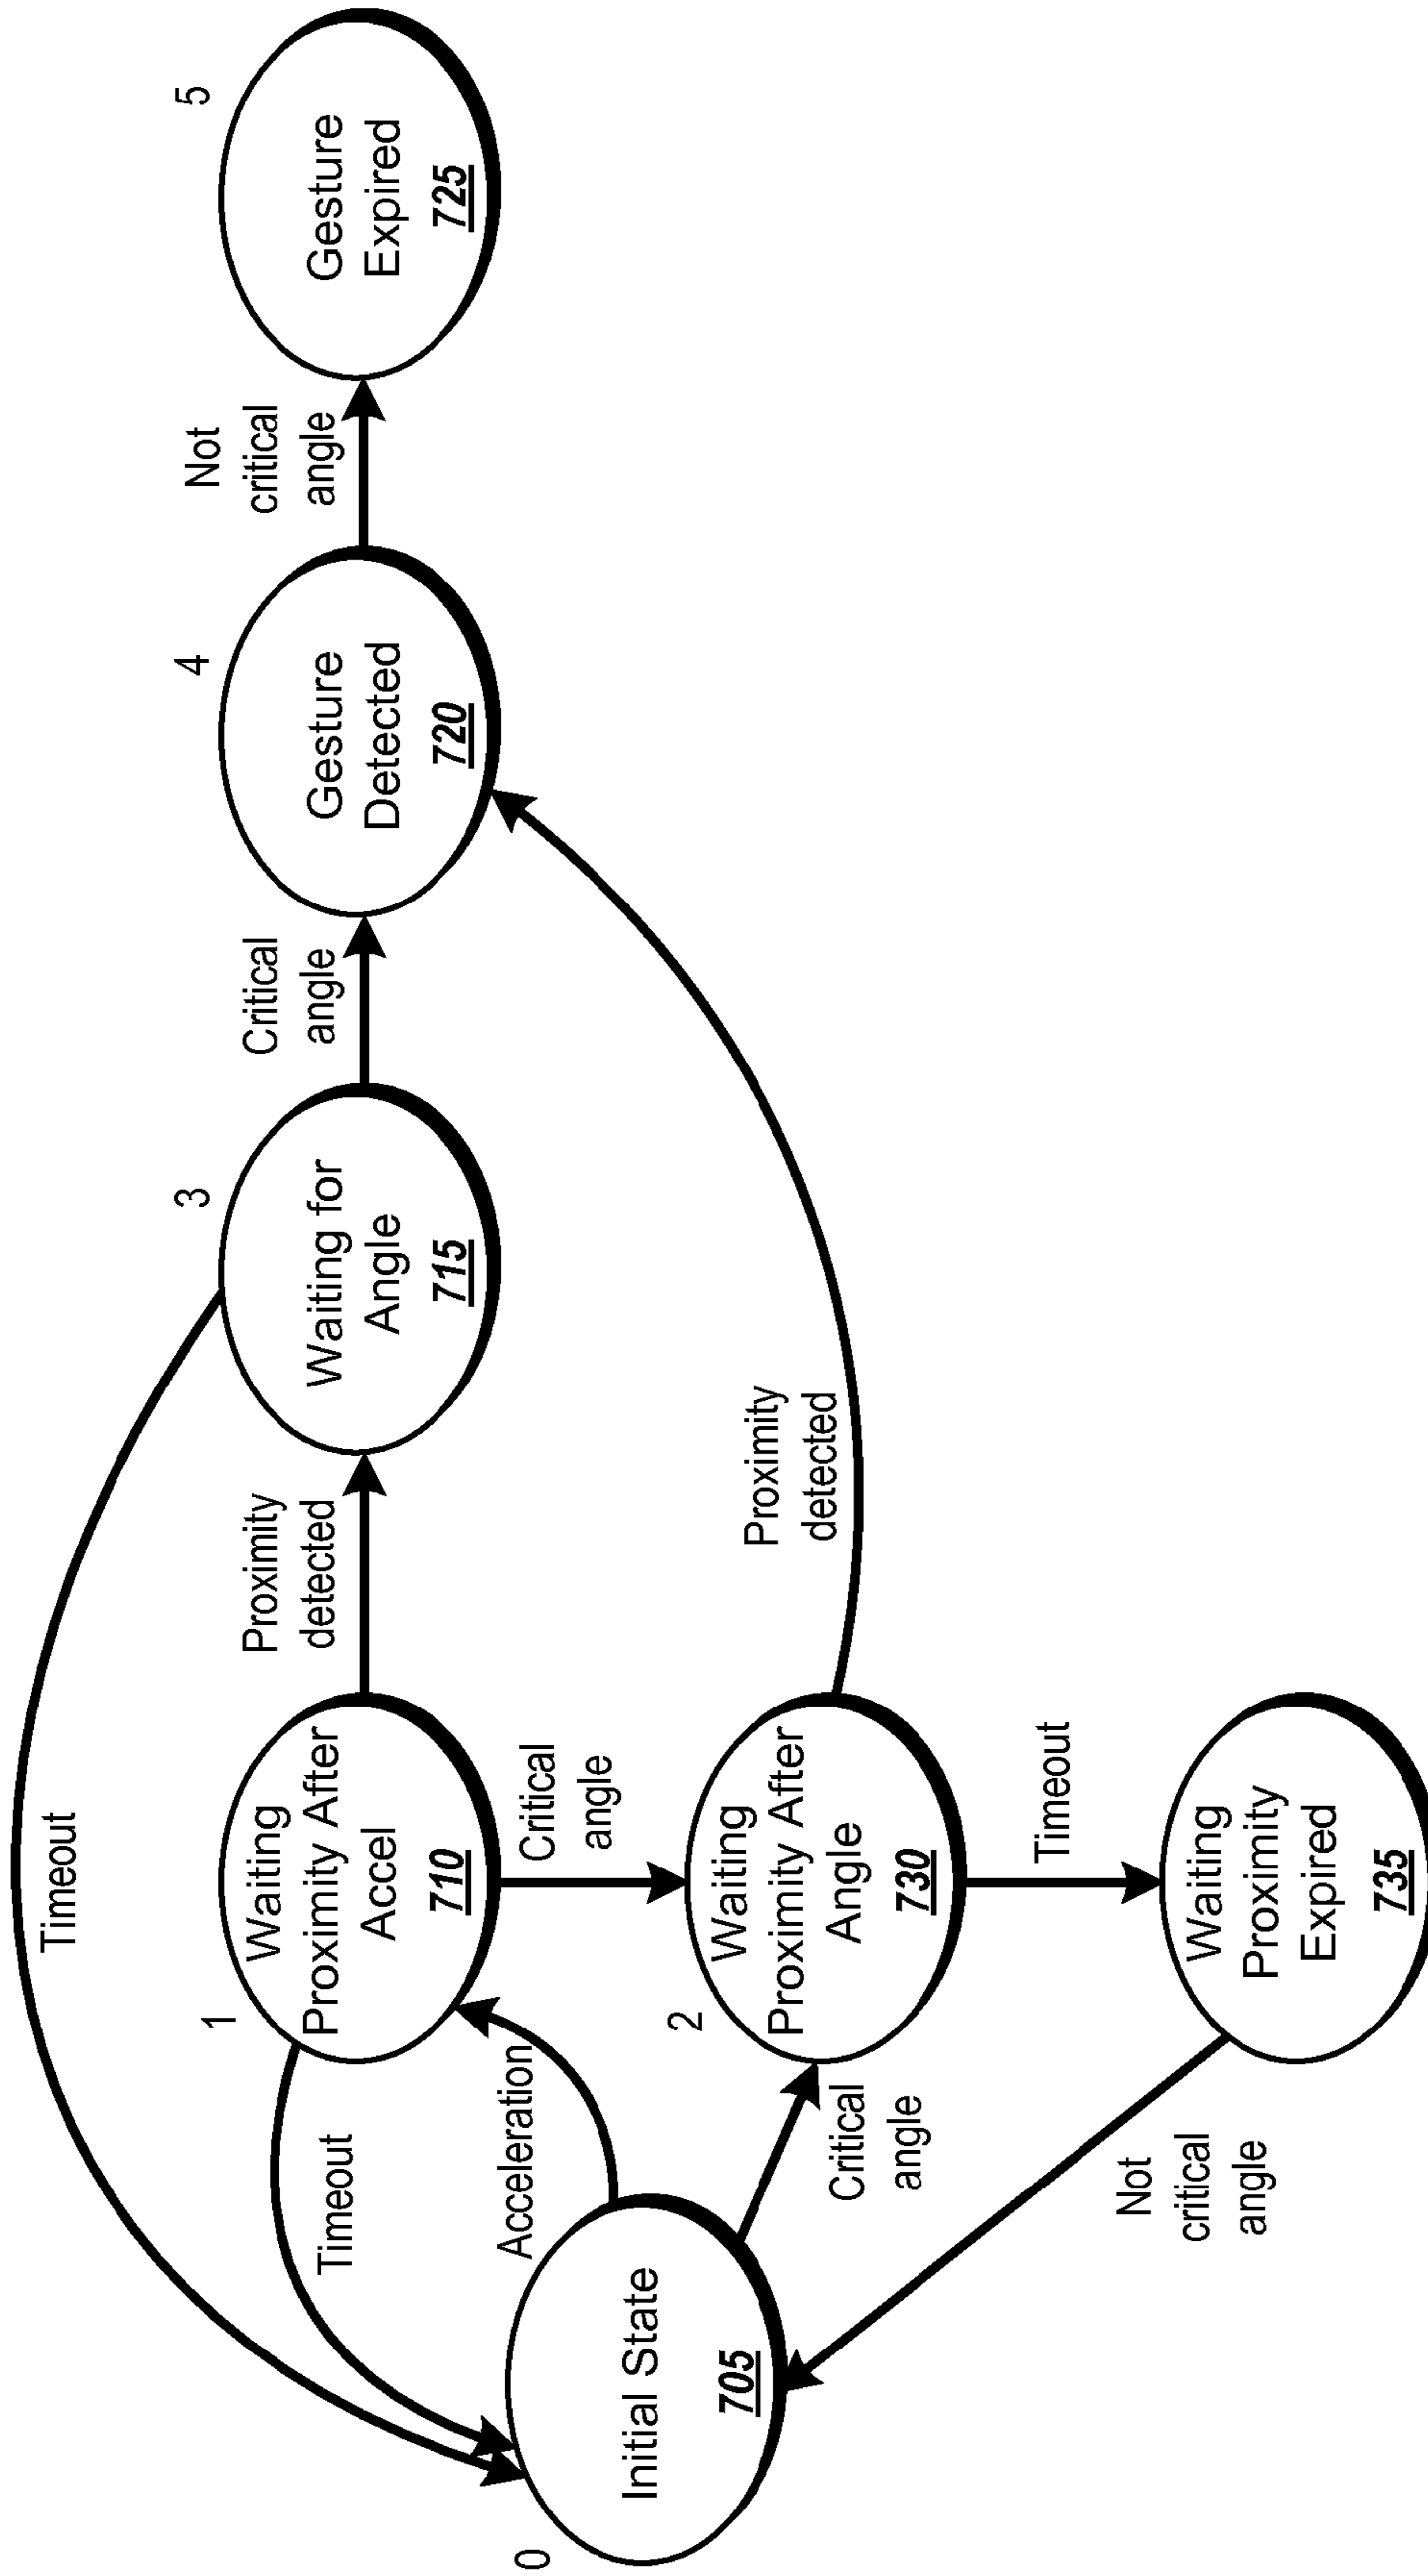 Timeout
1
Waiting
Proximity After
Accel
710
Proximity
detected
3
Waiting for
Angle
715
Critical
angle
4
Gesture
Detected
720
Not
critical
angle
5
Gesture
Expired
725
Timeout
Acceleration
0
Initial State
705
Critical
angle
Critical
angle
2
Waiting
Proximity After
Angle
730
Proximity
detected
Timeout
Not
critical
angle
Waiting
Proximity
Expired
735